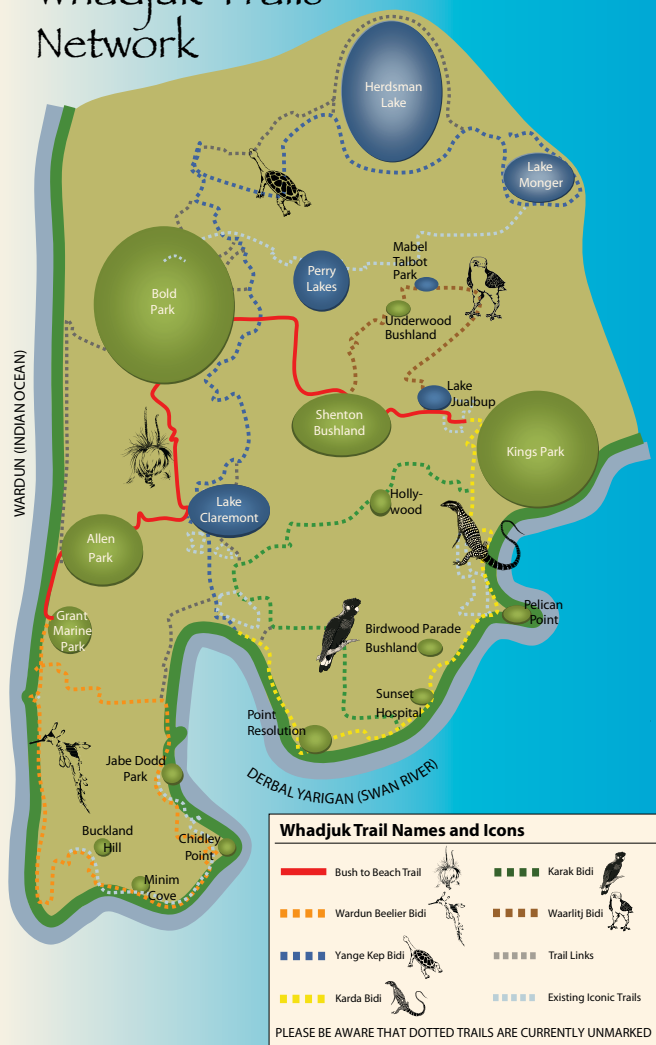 Whadjuk Trails
Network
Herdsman
Lake
Lake
Monger
Mabel
Talbot
Park
Perry
Lakes
Bold
Park
Underwood
Bushland
Lake
Jualbup
Shenton
Bushland
Kings Park
WARDUN (INDIAN OCEAN)
Holly-
wood
Lake
Claremont
Allen
Park
Grant
Marine
Park
Pelican
Point
Birdwood Parade
Bushland
Sunset
Hospital
Point
Resolution
Jabe Dodd
Park
DERBAL YARIGAN (SWAN RIVER)
Buckland
Hill
Chidley
Point
Minim
Cove
Whadjuk Trail Names and Icons
Bush to Beach Trail
Karak Bidi
Wardun Beelier Bidi
Waarlitj Bidi
Yange Kep Bidi
Trail Links
Karda Bidi
Existing Iconic Trails
PLEASE BE AWARE THAT DOTTED TRAILS ARE CURRENTLY UNMARKED